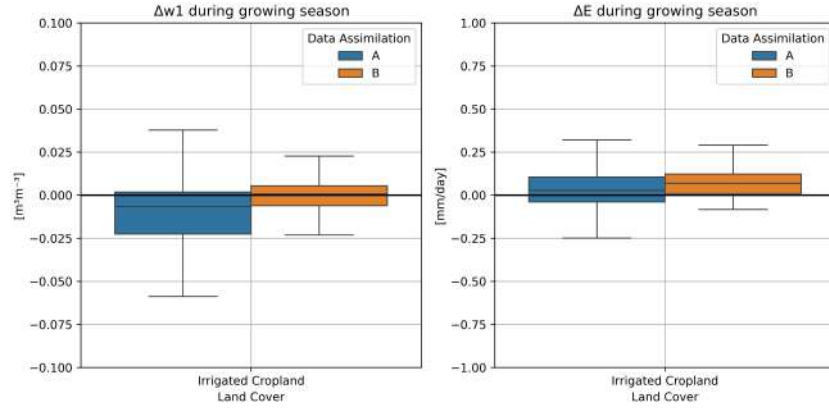 Δw1 during growing season
0.100
0.075
0.050
0.025
0.000
−0.025
−0.050
−0.075
−0.100
[m³m⁻³]
Data Assimilation
A
B
Irrigated Cropland
Land Cover
ΔE during growing season
1.00
0.75
0.50
0.25
0.00
−0.25
−0.50
−0.75
−1.00
[mm/day]
Data Assimilation
A
B
Irrigated Cropland
Land Cover